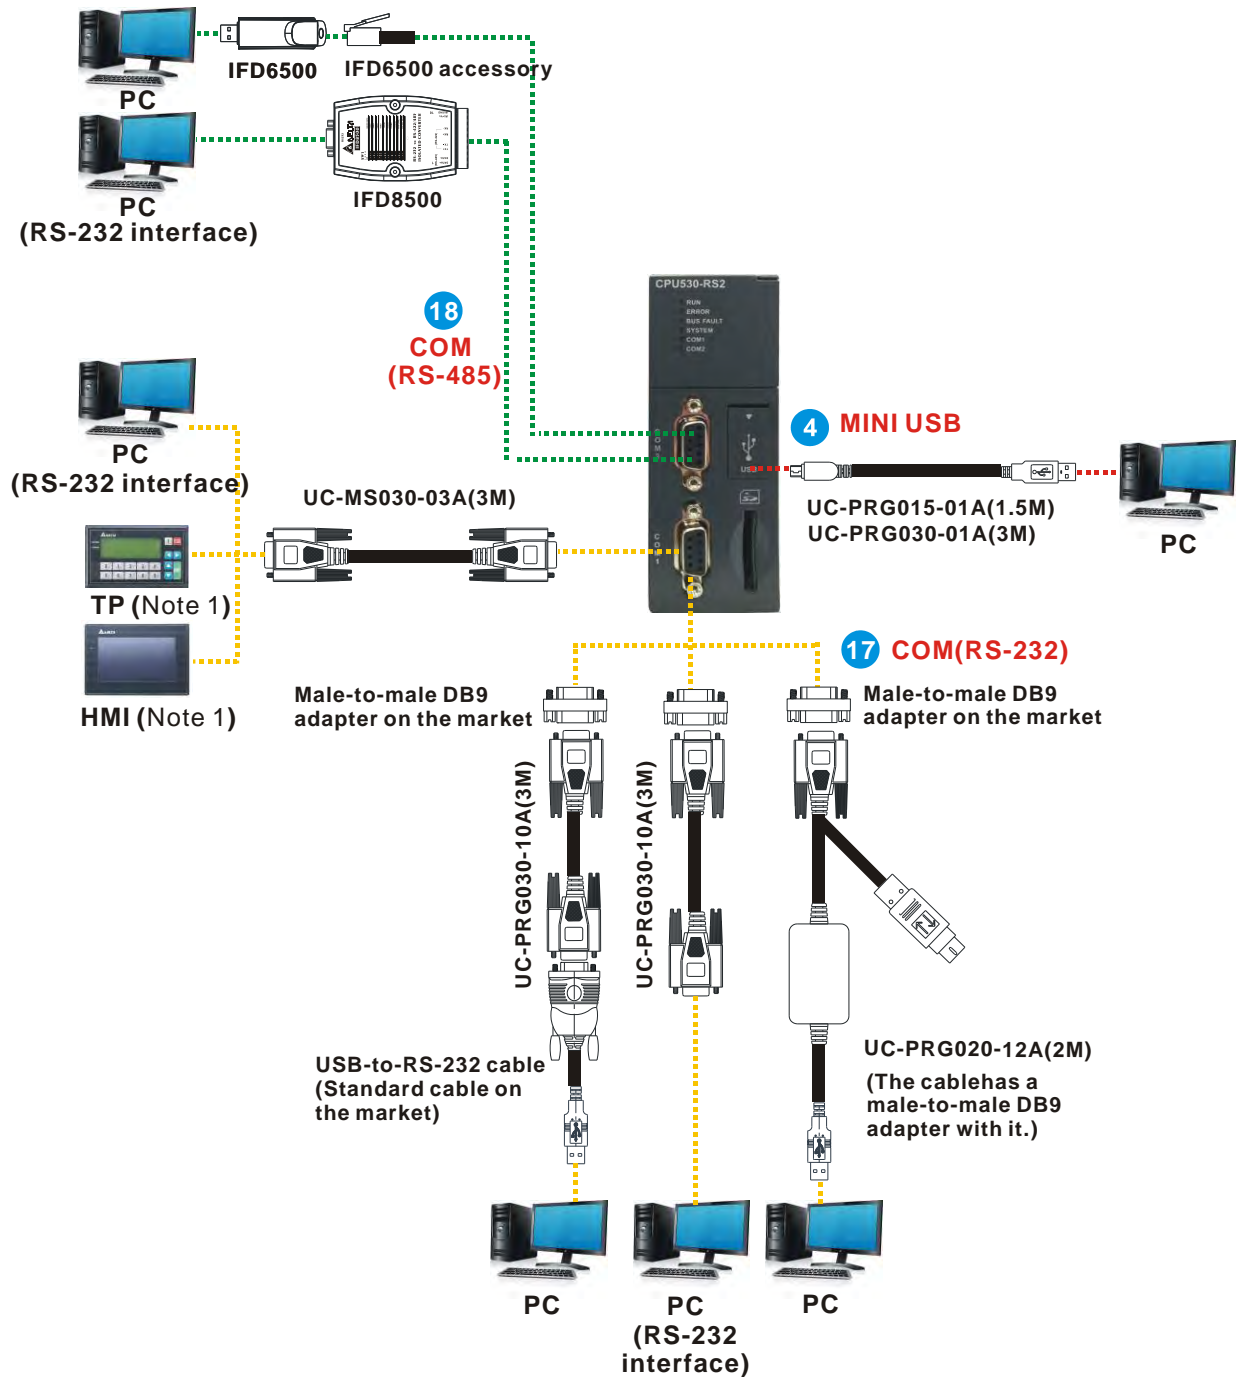 IFD6500
IFD6500 accessory
PC
IFD8500
PC
(RS-232 interface)
CPU530-RS2
RUN
ERROR
BUS FAULT
SYSTEM
COM1
COM2
18
COM
(RS-485)
4
MINI USB
USB
UC-PRG015-01A(1.5M)
UC-PRG030-01A(3M)
PC
PC
(RS-232 interface)
UC-MS030-03A(3M)
TP (Note 1)
HMI (Note 1)
17
COM(RS-232)
Male-to-male DB9
adapter on the market
Male-to-male DB9
adapter on the market
UC-PRG030-10A(3M)
UC-PRG030-10A(3M)
USB-to-RS-232 cable
(Standard cable on
the market)
UC-PRG020-12A(2M)
(The cablehas a
male-to-male DB9
adapter with it.)
PC
PC
(RS-232
interface)
PC